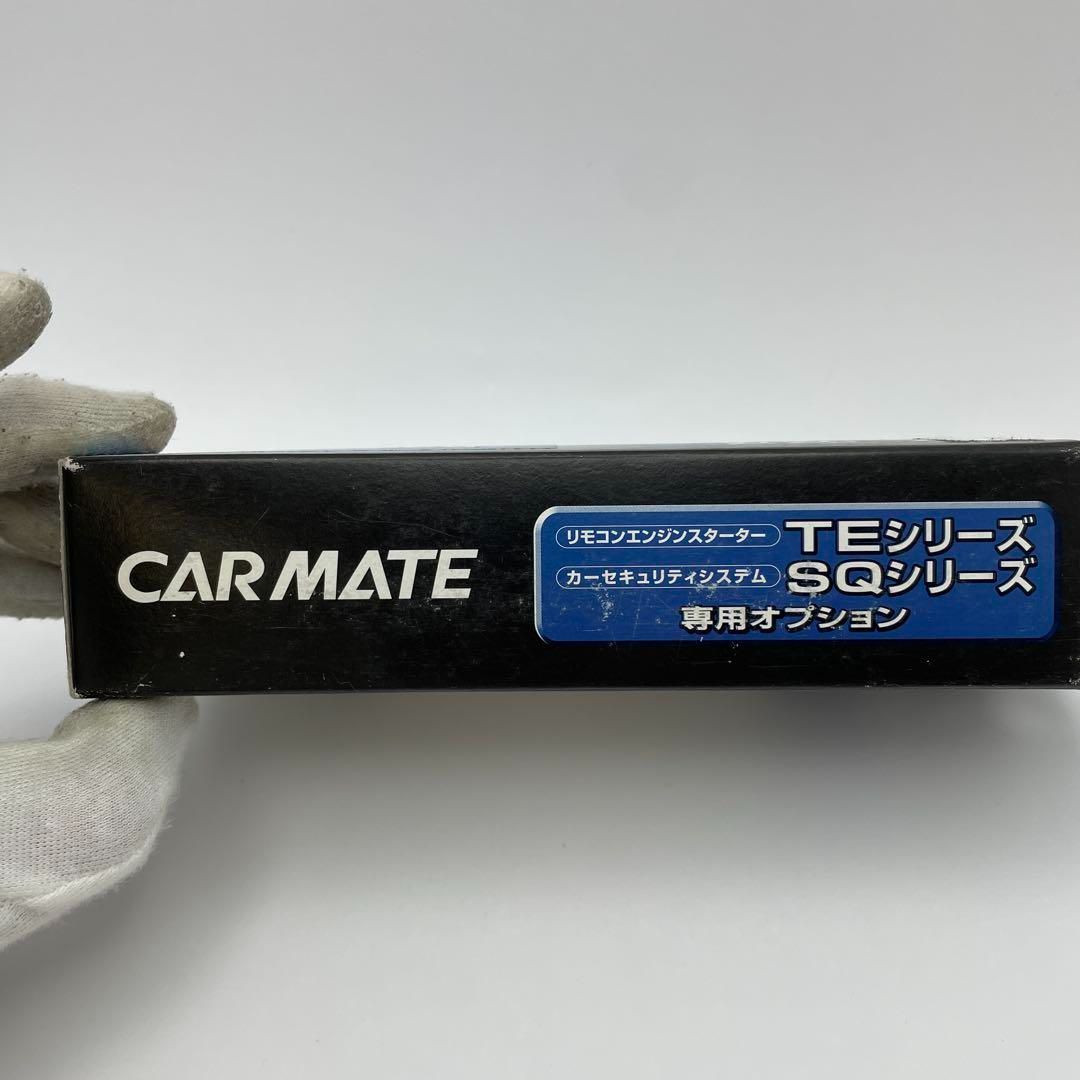 CARMATE
リモコンエンジンスターター TEシリーズ
カーセキュリティシステム SQシリーズ
専用オプション